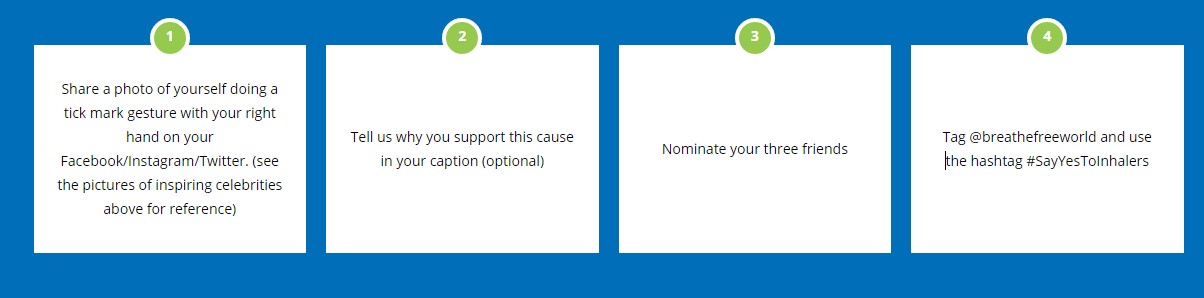 1
Share a photo of yourself doing a
tick mark gesture with your right
hand on your
Facebook/Instagram/Twitter. (see
the pictures of inspiring celebrities
above for reference)
2
Tell us why you support this cause
in your caption (optional)
3
Nominate your three friends
4
Tag @breathefreeworld and use
the hashtag #SayYesToInhalers